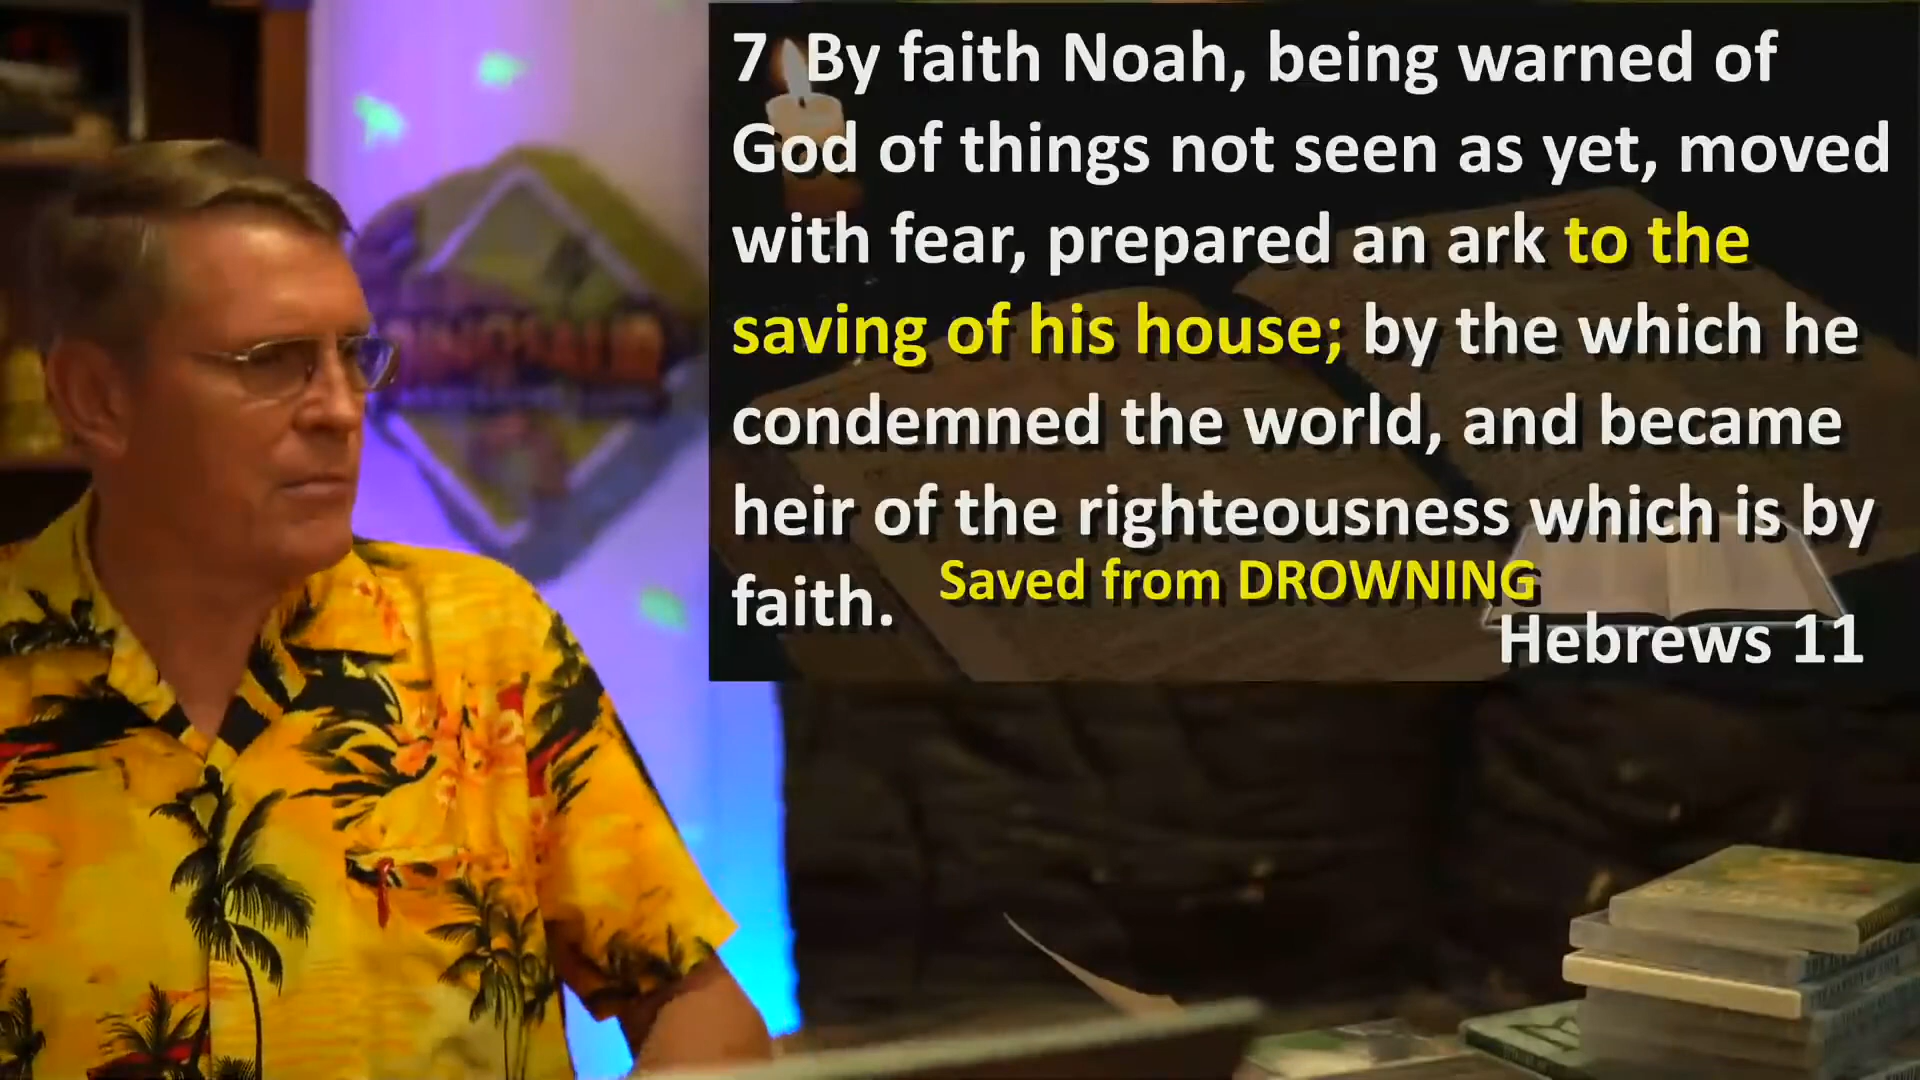 7  By faith Noah, being warned of
God of things not seen as yet, moved
with fear, prepared an ark to the
saving of his house; by the which he
condemned the world, and became
heir of the righteousness which is by
faith.
Saved from DROWNING
Hebrews 11